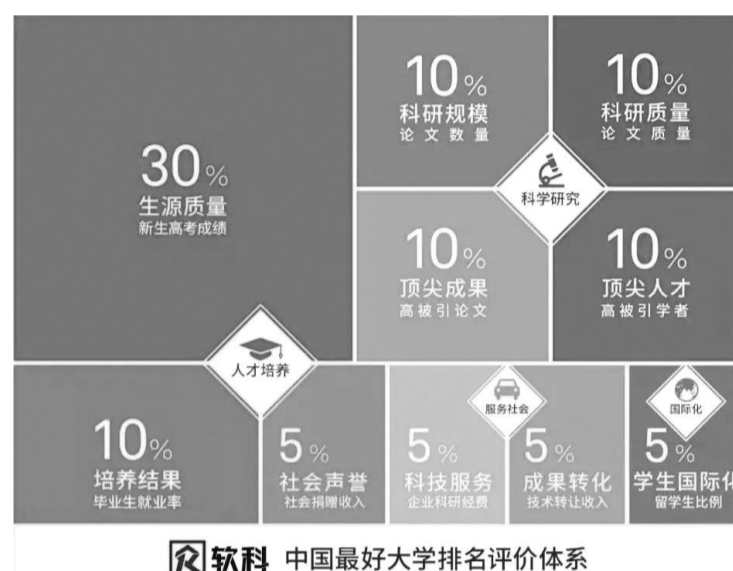 30%
生源质量
新生高考成绩
10%
科研规模
论文数量
10%
科研质量
论文质量
科学研究
10%
顶尖成果
高被引论文
10%
顶尖人才
高被引学者
人才培养
10%
培养结果
毕业生就业率
5%
社会声誉
社会捐赠收入
服务社会
5%
科技服务
企业科研经费
5%
成果转化
技术转让收入
国际化
5%
学生国际化
留学生比例
软科 中国最好大学排名评价体系